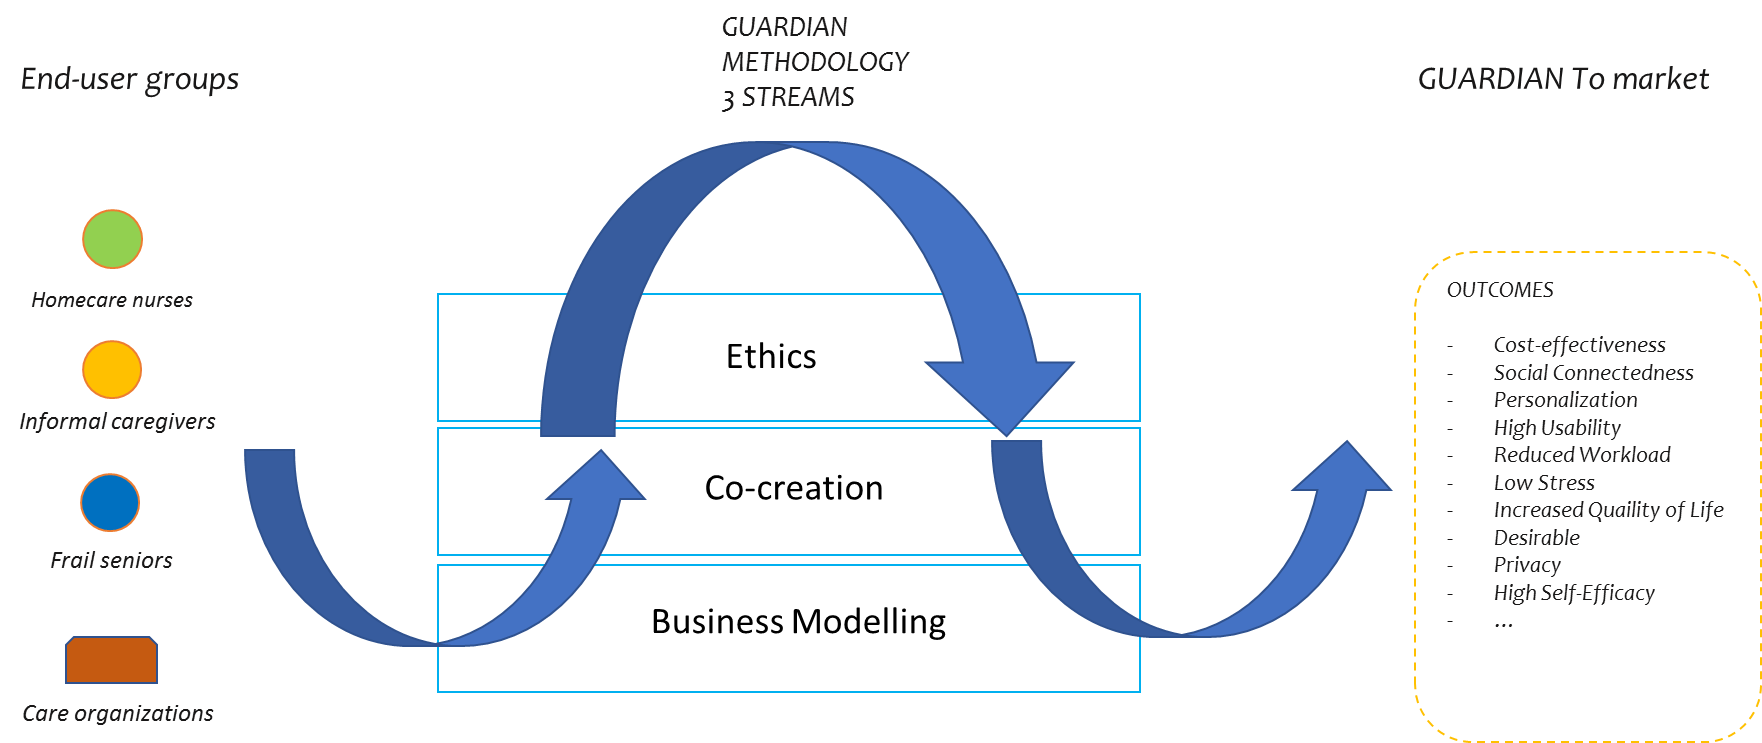 End-user groups
Homecare nurses
Informal caregivers
Frail seniors
Care organizations
GUARDIAN
METHODOLOGY
3 STREAMS
Ethics
Co-creation
Business Modelling
GUARDIAN To market
OUTCOMES
- Cost-effectiveness
- Social Connectedness
- Personalization
- High Usability
- Reduced Workload
- Low Stress
- Increased Quaility of Life
- Desirable
- Privacy
- High Self-Efficacy
- ...